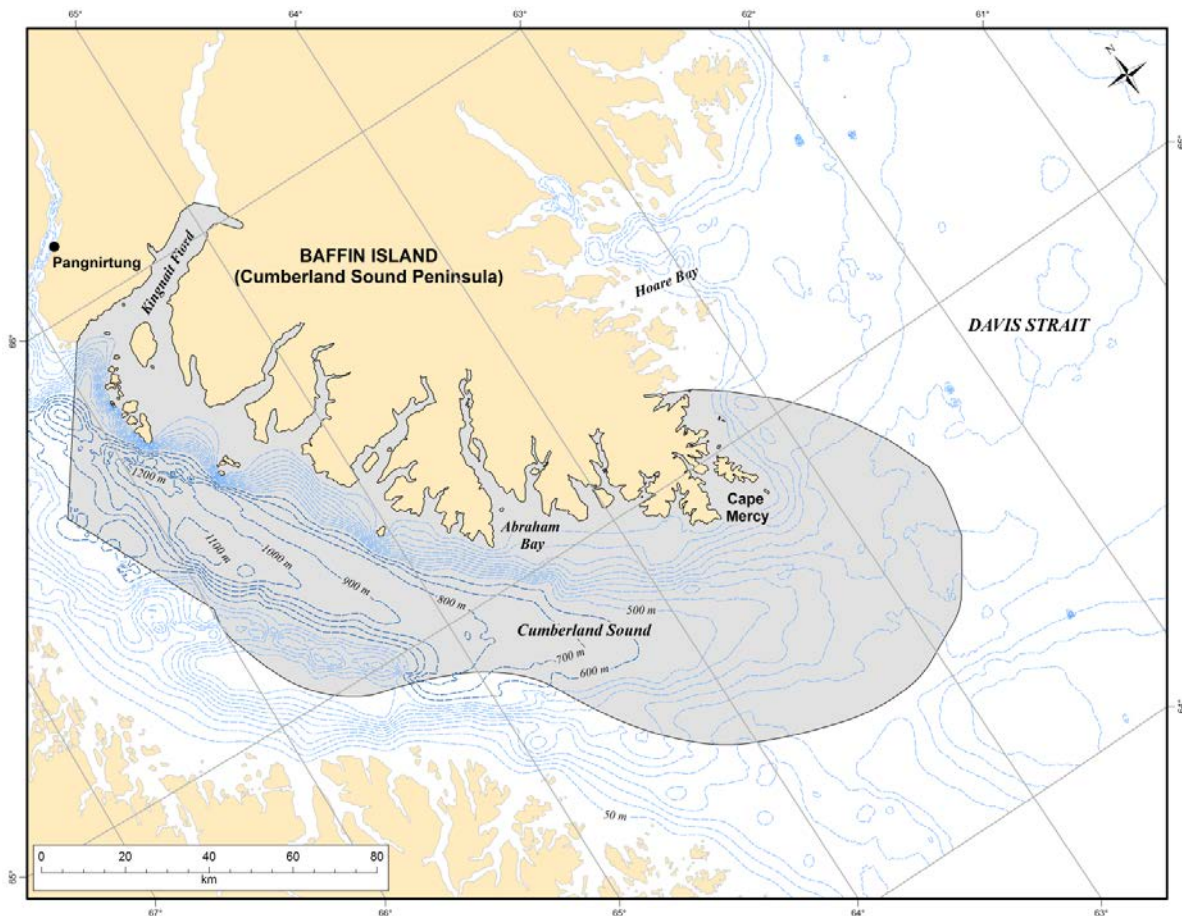 65°
64°
63°
62°
61°
N
65°
BAFFIN ISLAND
(Cumberland Sound Peninsula)
Pangnirtung
Kingnait Fiord
Hoare Bay
DAVIS STRAIT
66°
1200 m
Cape
Mercy
Abraham
Bay
1100 m
1000 m
900 m
800 m
500 m
Cumberland Sound
700 m
600 m
64°
50 m
0 20 40 60 80
km
65°
67°
66°
65°
64°
63°